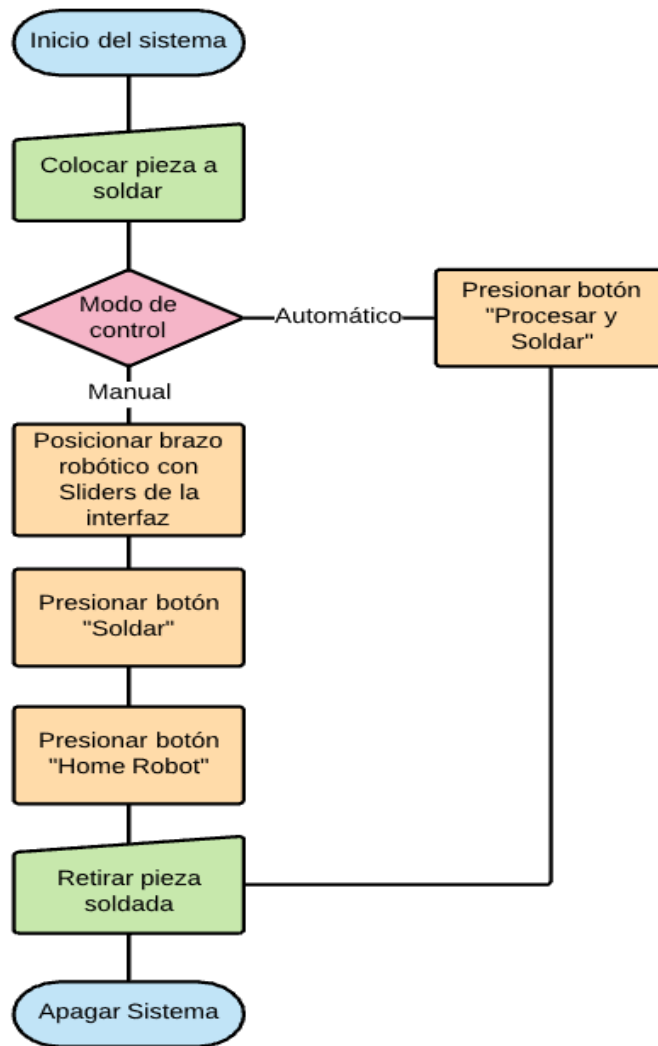 Inicio del sistema
Colocar pieza a
soldar
Modo de
control
Automático
Presionar botón
"Procesar y
Soldar"
Manual
Posicionar brazo
robótico con
Sliders de la
interfaz
Presionar botón
"Soldar"
Presionar botón
"Home Robot"
Retirar pieza
soldada
Apagar Sistema